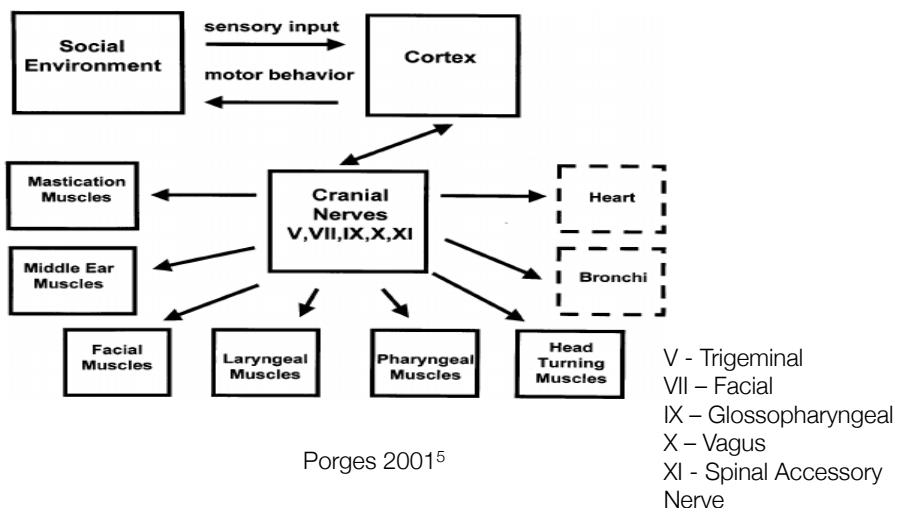 Social
Environment
sensory input
motor behavior
Cortex
Mastication
Muscles
Cranial
Nerves
V,VII,IX,X,XI
Heart
Middle Ear
Muscles
Bronchi
Facial
Muscles
Laryngeal
Muscles
Pharyngeal
Muscles
Head
Turning
Muscles
V - Trigeminal
VII – Facial
IX – Glossopharyngeal
X – Vagus
XI - Spinal Accessory
Nerve
Porges 2001⁵